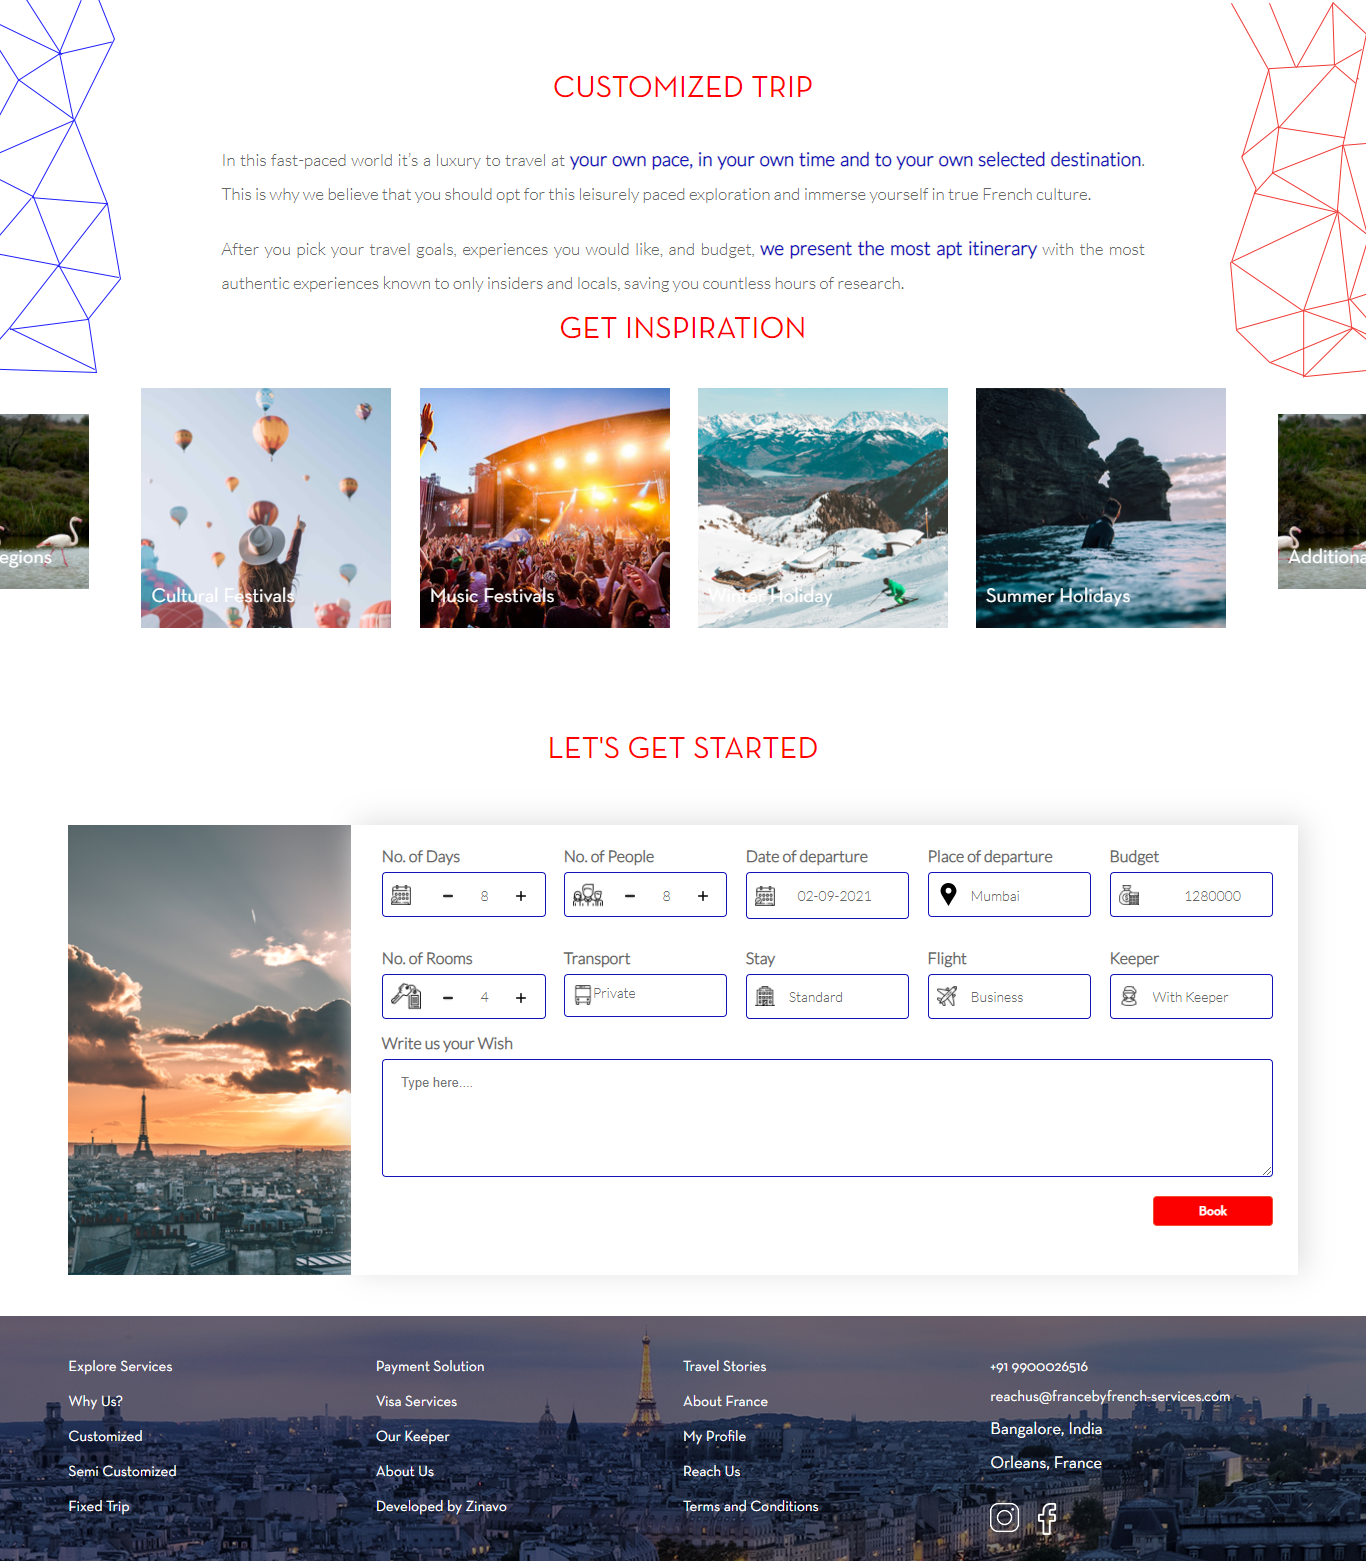 CUSTOMIZED TRIP
In this fast-paced world it’s a luxury to travel at your own pace, in your own time and to your own selected destination.
This is why we believe that you should opt for this leisurely paced exploration and immerse yourself in true French culture.
After you pick your travel goals, experiences you would like, and budget, we present the most apt itinerary with the most
authentic experiences known to only insiders and locals, saving you countless hours of research.
GET INSPIRATION
egions
Cultural Festivals
Music Festivals
Winter Holiday
Summer Holidays
Additiona
LET'S GET STARTED
No. of Days
No. of People
Date of departure
Place of departure
Budget
- 8 +
- 8 +
02-09-2021
Mumbai
1280000
No. of Rooms
Transport
Stay
Flight
Keeper
- 4 +
Private
Standard
Business
With Keeper
Write us your Wish
Type here....
Book
Explore Services
Why Us?
Customized
Semi Customized
Fixed Trip
Payment Solution
Visa Services
Our Keeper
About Us
Developed by Zinavo
Travel Stories
About France
My Profile
Reach Us
Terms and Conditions
+91 9900026516
reachus@francebyfrench-services.com
Bangalore, India
Orleans, France